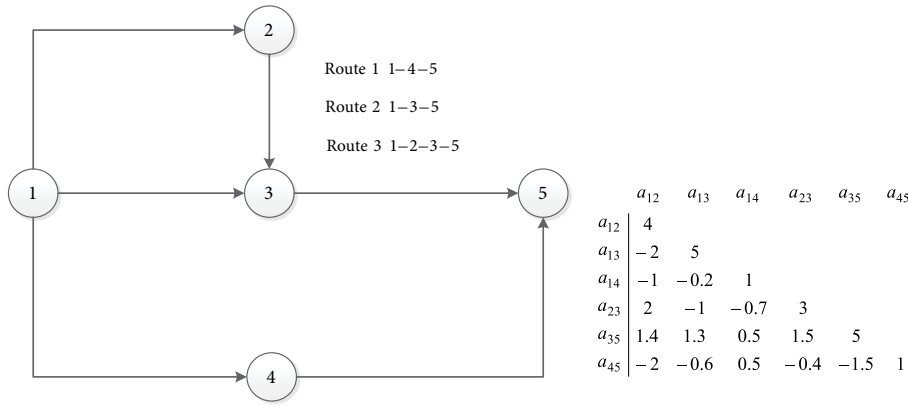 2
Route 1 1–4–5
Route 2 1–3–5
Route 3 1–2–3–5
1
3
5
4
a12 a13 a14 a23 a35 a45
a12 4
a13 −2 5
a14 −1 −0.2 1
a23 2 −1 −0.7 3
a35 1.4 1.3 0.5 1.5 5
a45 −2 −0.6 0.5 −0.4 −1.5 1